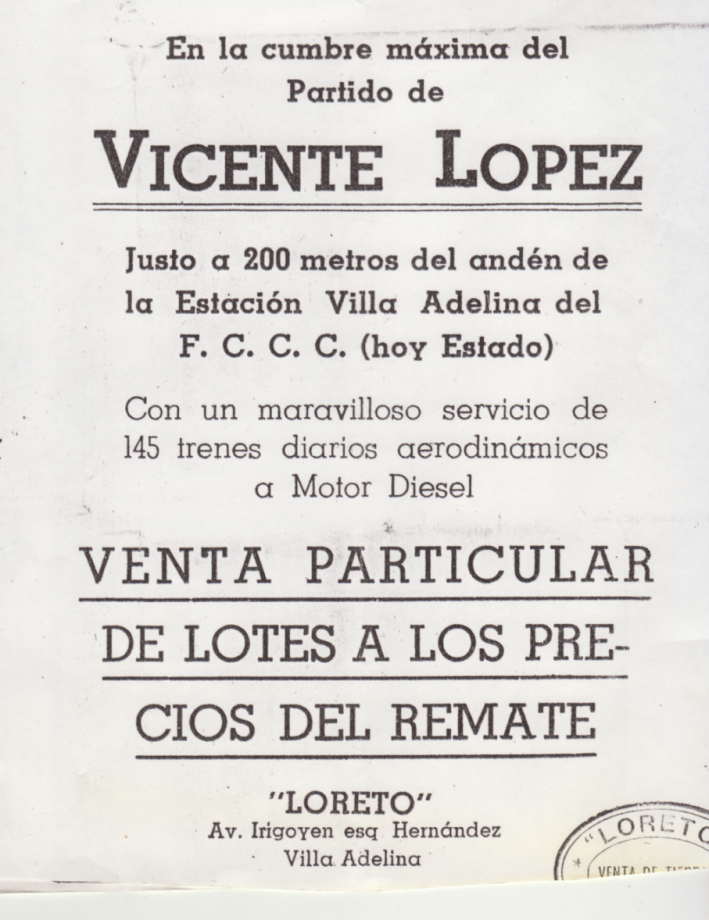 En la cumbre máxima del
Partido de
VICENTE LOPEZ
Justo a 200 metros del andén de
la Estación Villa Adelina del
F. C. C. C. (hoy Estado)
Con un maravilloso servicio de
145 trenes diarios aerodinámicos
a Motor Diesel
VENTA PARTICULAR
DE LOTES A LOS PRE-
CIOS DEL REMATE
"LORETO"
Av. Irigoyen esq Hernández
Villa Adelina
* "LORETO
VENTA DE